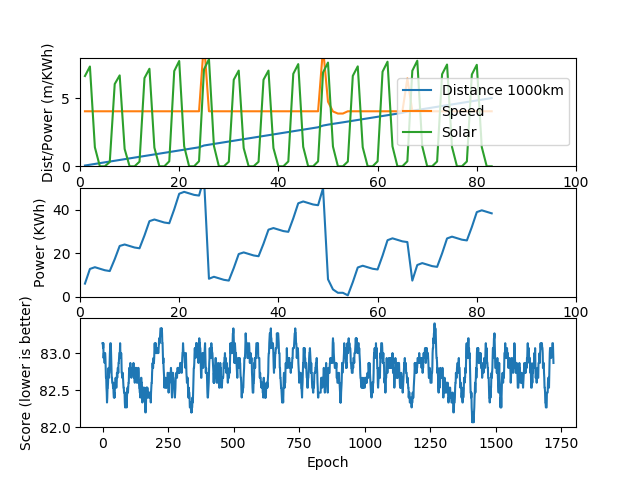 Dist/Power (m/KWh)
5
0
0 20 40 60 80 100
Distance 1000km
Speed
Solar
Power (KWh)
40
20
0
0 20 40 60 80 100
Score (lower is better)
83.0
82.5
82.0
0 250 500 750 1000 1250 1500 1750
Epoch